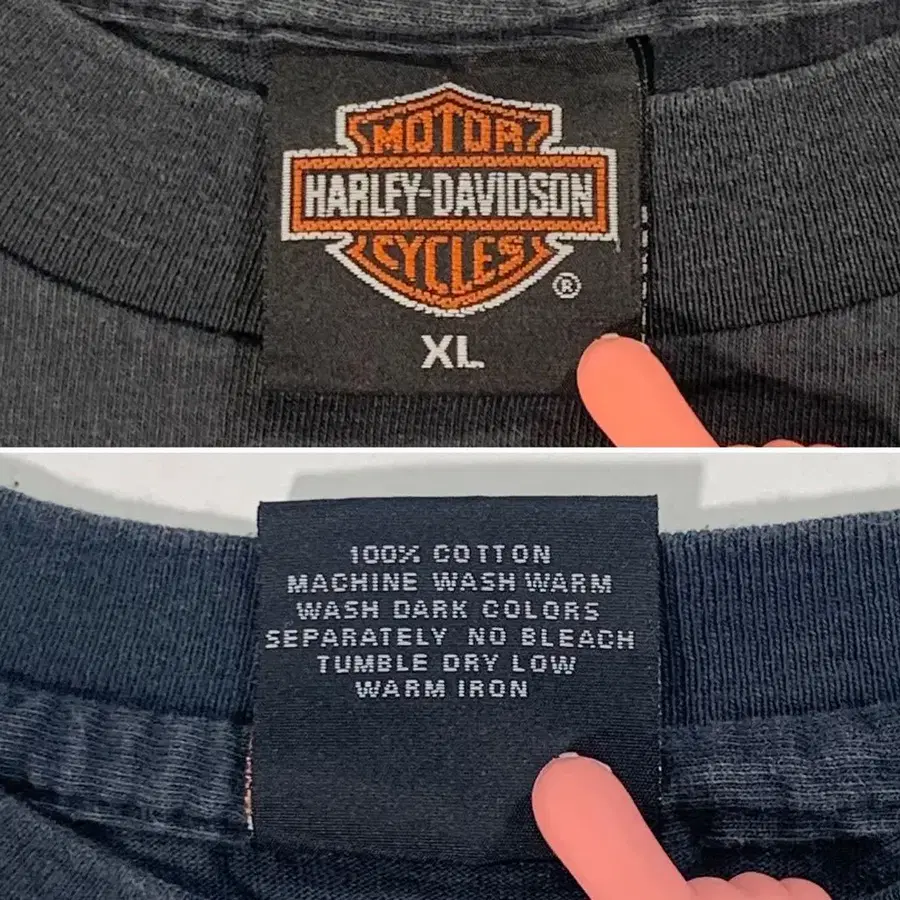 MOTOR
HARLEY-DAVIDSON
CYCLES
®
XL
100% COTTON
MACHINE WASH WARM
WASH DARK COLORS
SEPARATELY NO BLEACH
TUMBLE DRY LOW
WARM IRON